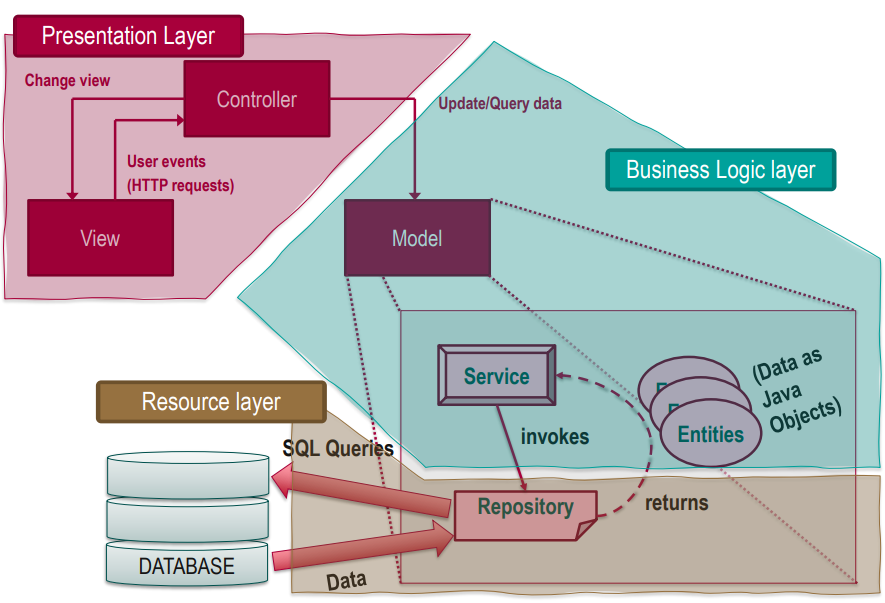 Presentation Layer
Change view
Controller
Update/Query data
User events
(HTTP requests)
Business Logic layer
View
Model
Service
(Data as
Java
Objects)
E
E
Entities
Resource layer
invokes
SQL Queries
Repository
returns
DATABASE
Data